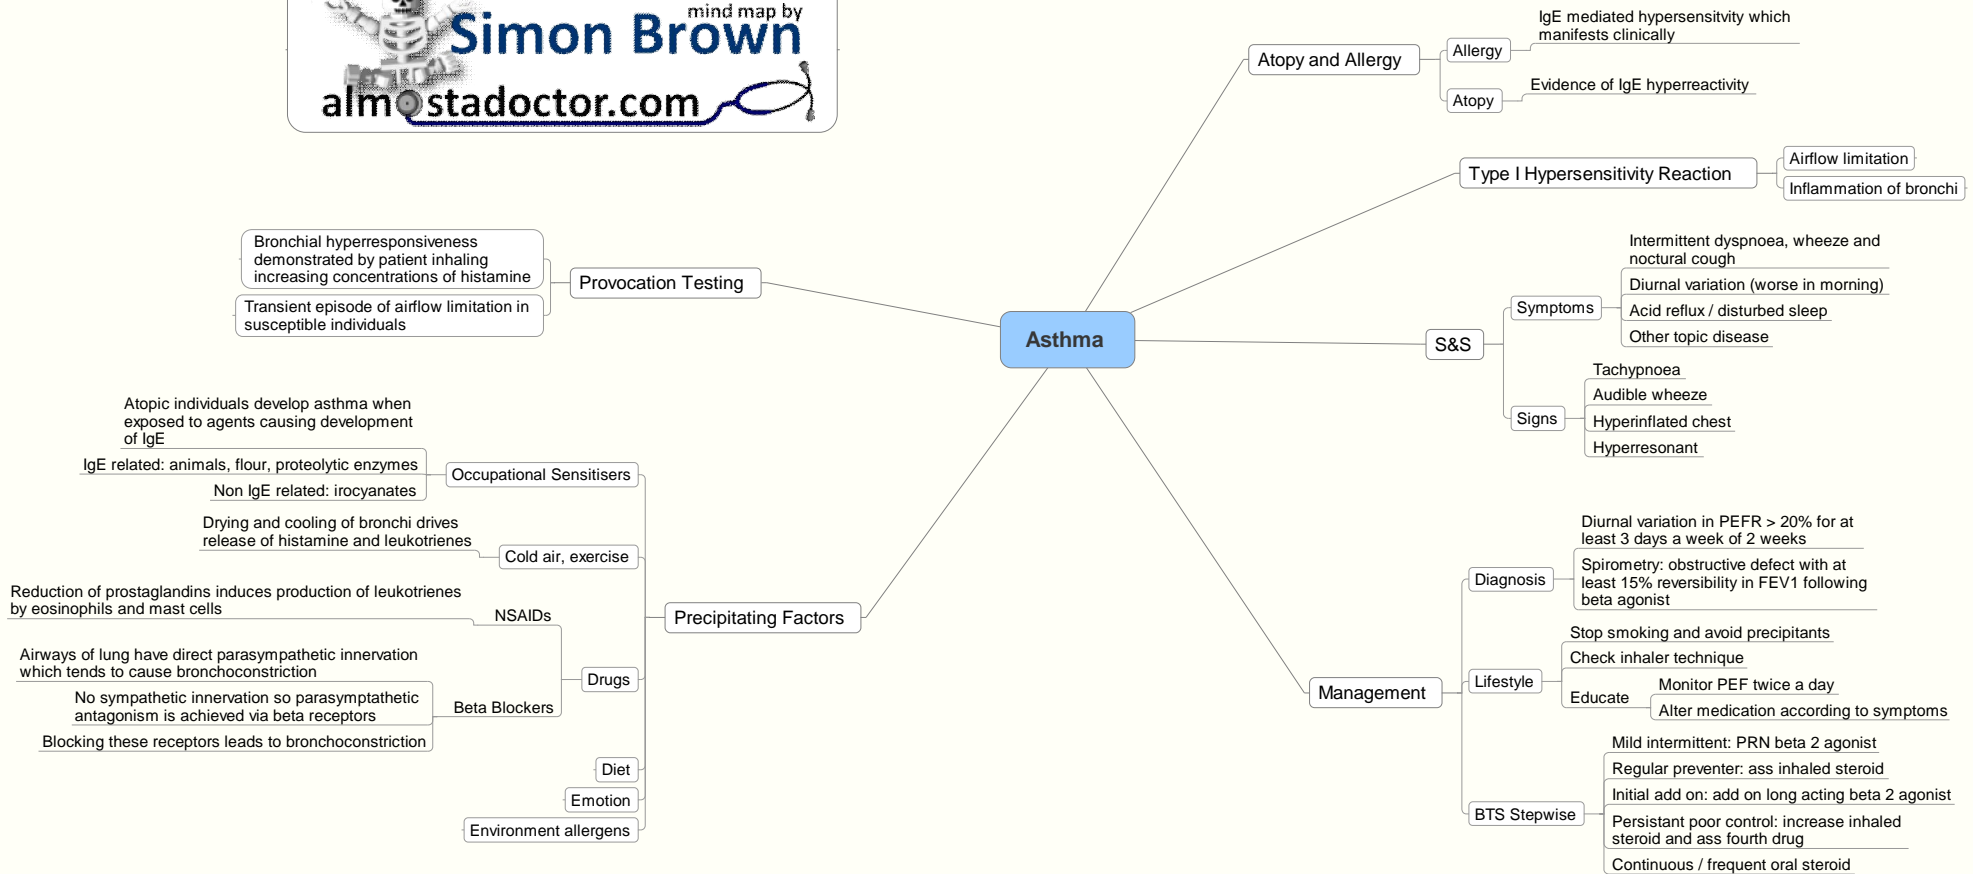 mind map by
Simon Brown
almostadoctor.com
Asthma
Atopy and Allergy
Allergy
IgE mediated hypersensitvity which
manifests clinically
Atopy
Evidence of IgE hyperreactivity
Type I Hypersensitivity Reaction
Airflow limitation
Inflammation of bronchi
S&S
Symptoms
Intermittent dyspnoea, wheeze and
noctural cough
Diurnal variation (worse in morning)
Acid reflux / disturbed sleep
Other topic disease
Signs
Tachypnoea
Audible wheeze
Hyperinflated chest
Hyperresonant
Management
Diagnosis
Diurnal variation in PEFR > 20% for at
least 3 days a week of 2 weeks
Spirometry: obstructive defect with at
least 15% reversibility in FEV1 following
beta agonist
Lifestyle
Stop smoking and avoid precipitants
Check inhaler technique
Educate
Monitor PEF twice a day
Alter medication according to symptoms
BTS Stepwise
Mild intermittent: PRN beta 2 agonist
Regular preventer: ass inhaled steroid
Initial add on: add on long acting beta 2 agonist
Persistant poor control: increase inhaled
steroid and ass fourth drug
Continuous / frequent oral steroid
Provocation Testing
Bronchial hyperresponsiveness
demonstrated by patient inhaling
increasing concentrations of histamine
Transient episode of airflow limitation in
susceptible individuals
Precipitating Factors
Occupational Sensitisers
Atopic individuals develop asthma when
exposed to agents causing development
of IgE
IgE related: animals, flour, proteolytic enzymes
Non IgE related: irocyanates
Cold air, exercise
Drying and cooling of bronchi drives
release of histamine and leukotrienes
Drugs
NSAIDs
Reduction of prostaglandins induces production of leukotrienes
by eosinophils and mast cells
Beta Blockers
Airways of lung have direct parasympathetic innervation
which tends to cause bronchoconstriction
No sympathetic innervation so parasymptathetic
antagonism is achieved via beta receptors
Blocking these receptors leads to bronchoconstriction
Diet
Emotion
Environment allergens